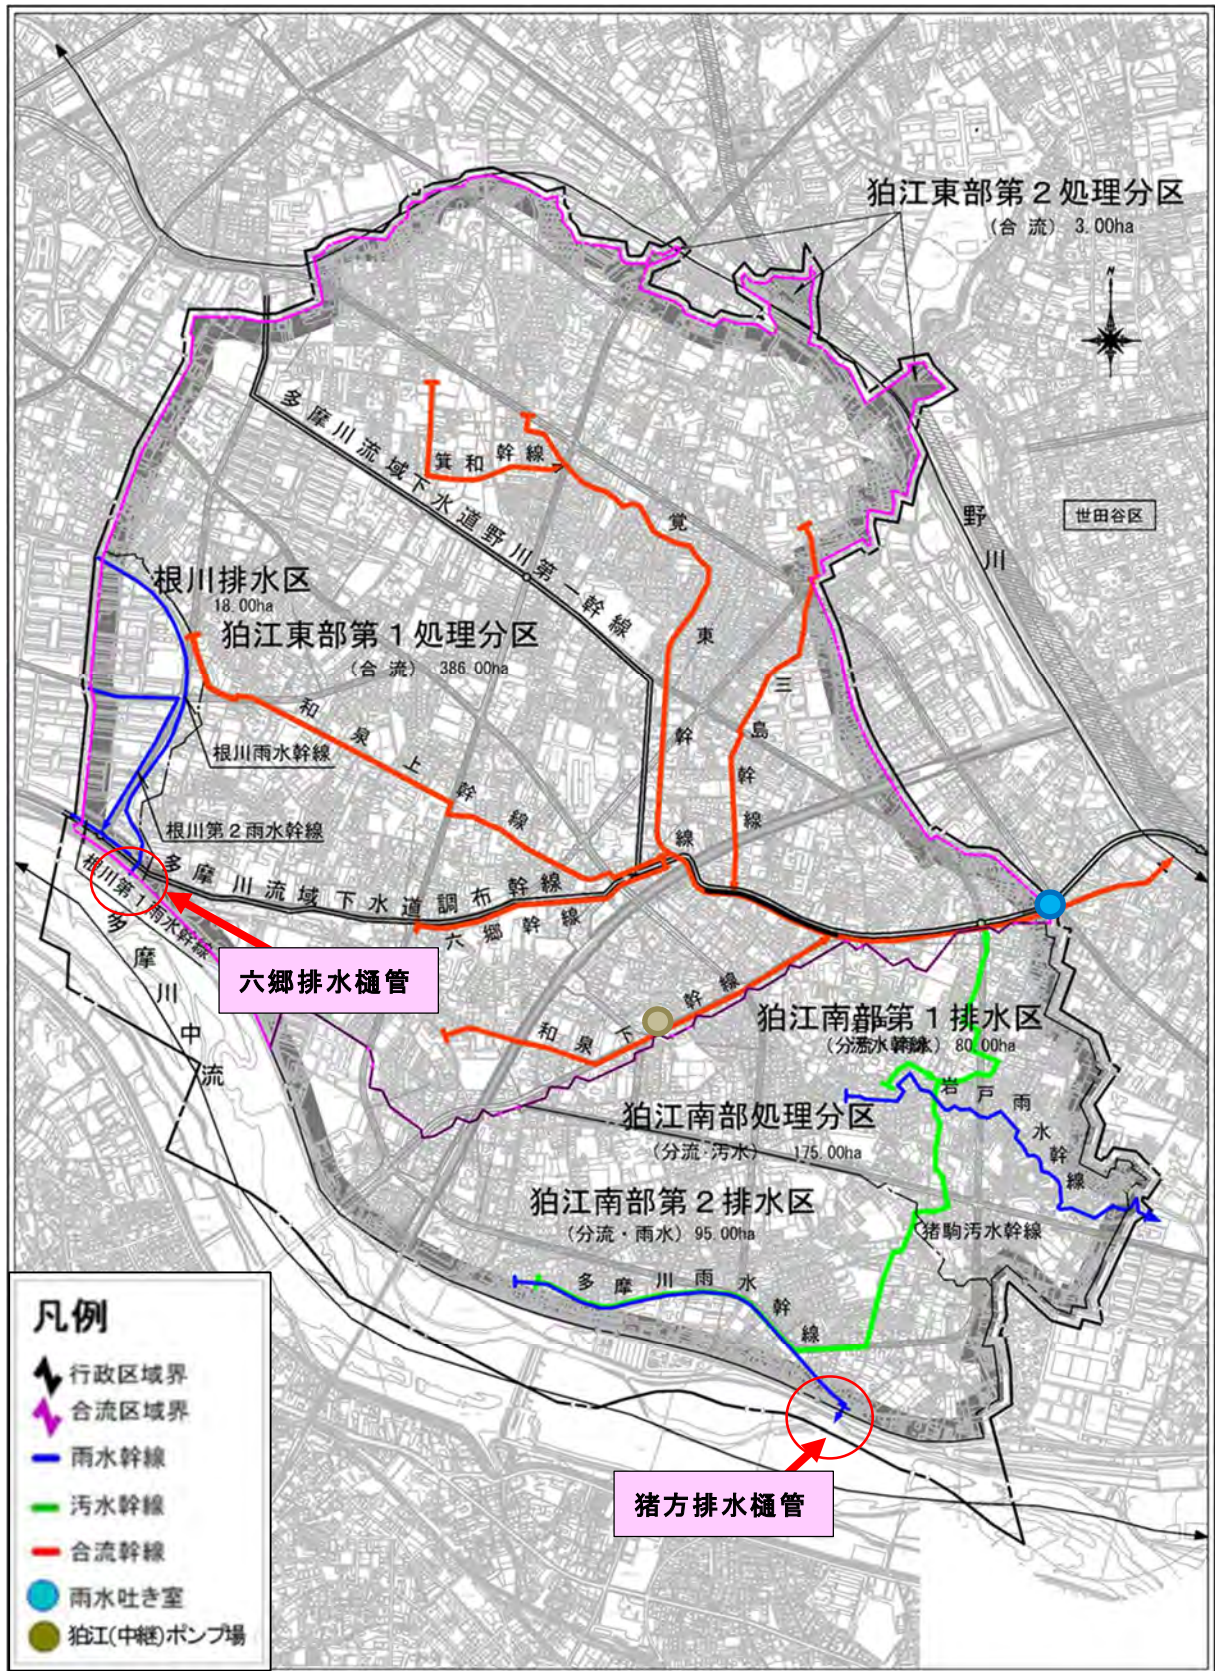 狛江東部第2処理分区
(合 流) 3.00ha
N
多摩川流域下水道野川第一幹線
箕和幹線
覚東幹線
野川
世田谷区
根川排水区
18.00ha
狛江東部第1処理分区
(合 流) 386.00ha
三島幹線
和泉上幹線
根川雨水幹線
根川第2雨水幹線
多摩川流域下水道調布幹線
根川第1雨水幹線
六郷幹線
多摩川中流
六郷排水樋管
和泉下幹線
狛江南部第1排水区
80.00ha
岩戸雨水幹線
狛江南部処理分区
(分流・汚水) 175.00ha
狛江南部第2排水区
(分流・雨水) 95.00ha
猪駒汚水幹線
多摩川雨水幹線
猪方排水樋管
凡例
行政区域界
合流区域界
雨水幹線
汚水幹線
合流幹線
雨水吐き室
狛江(中継)ポンプ場